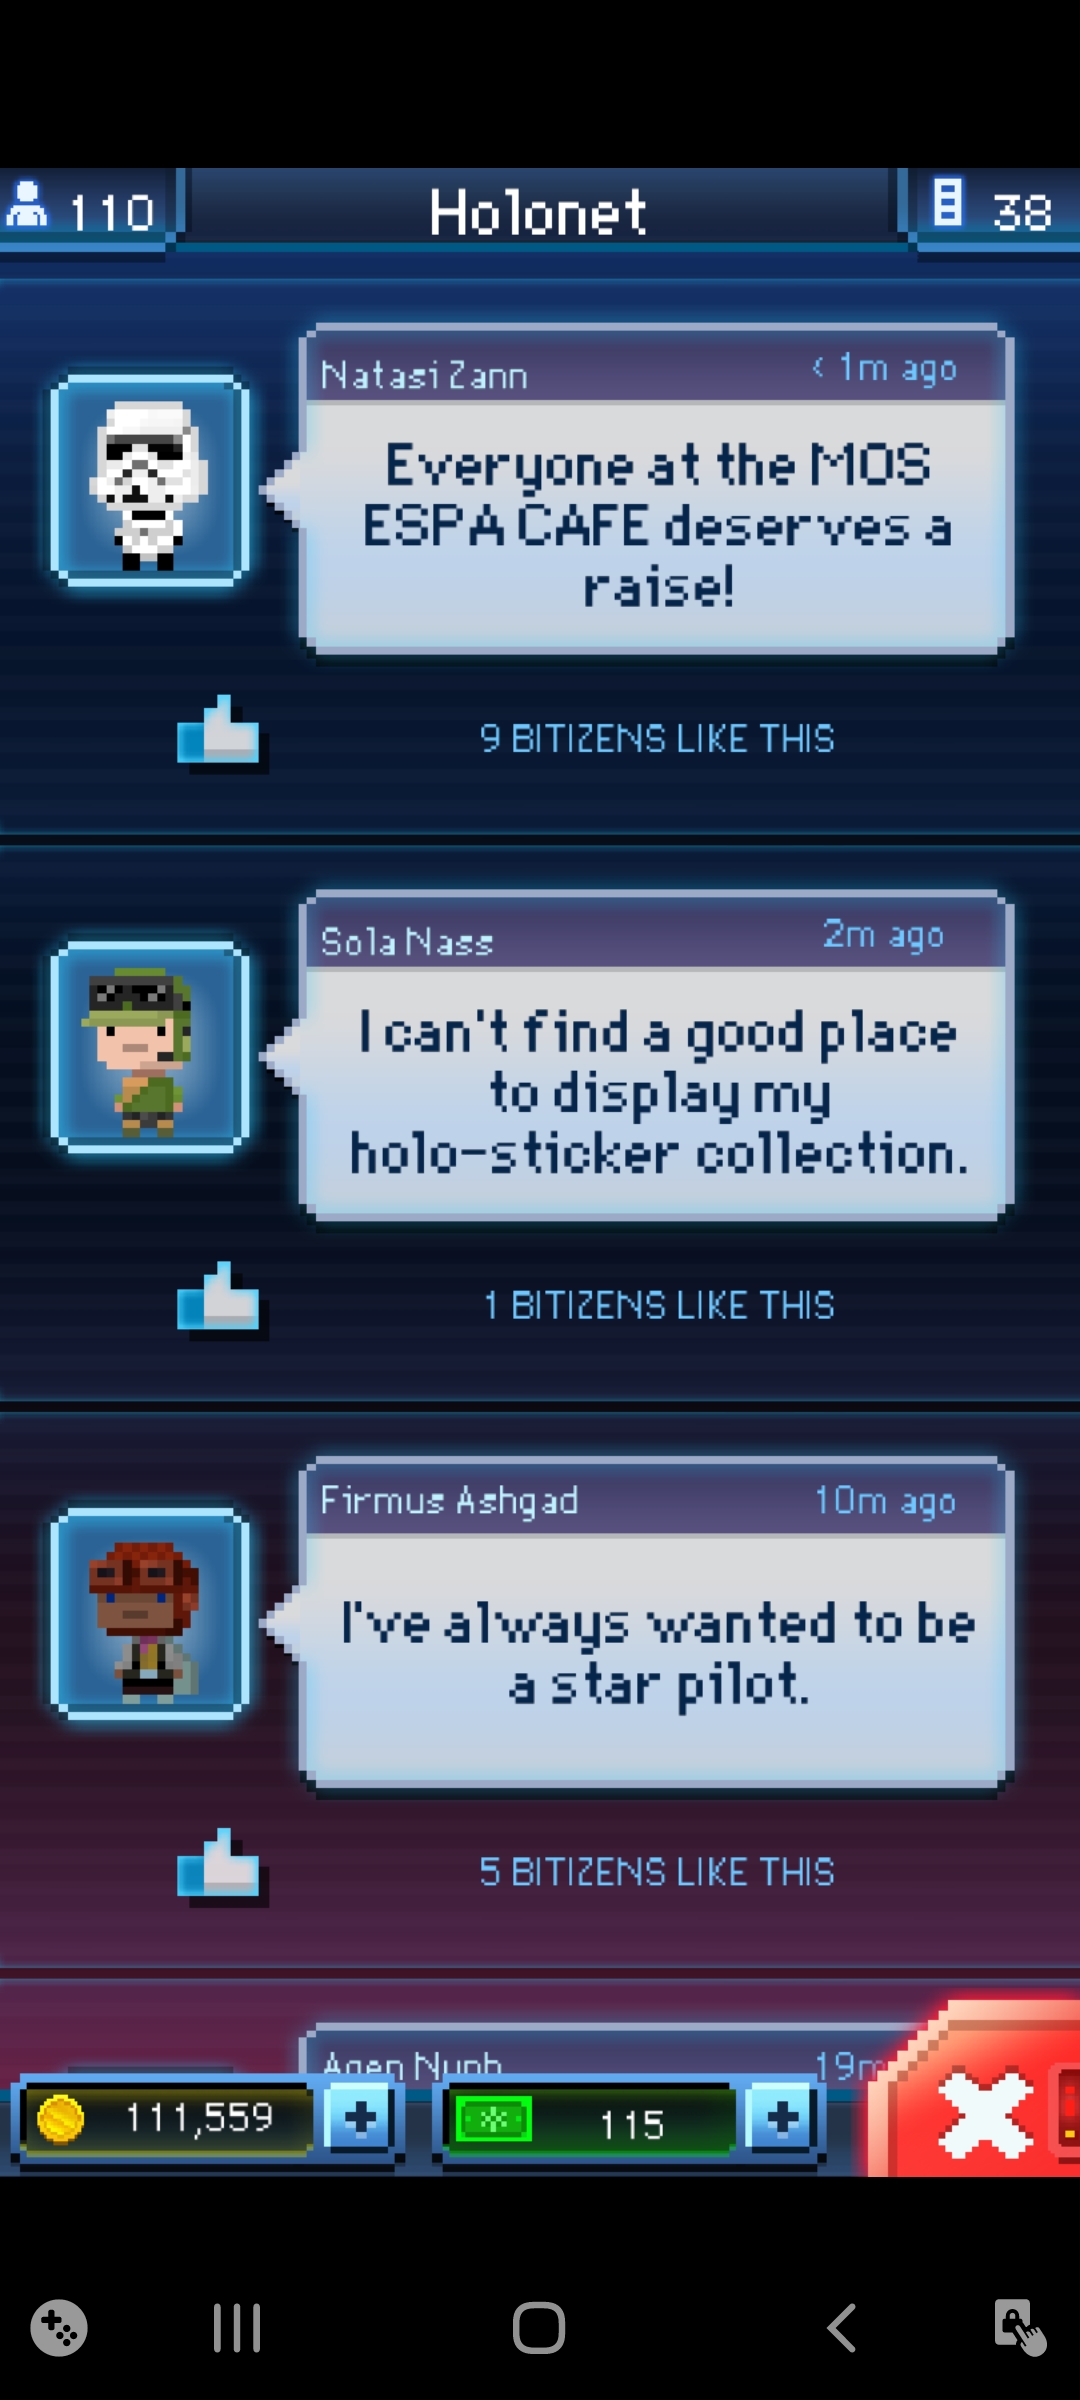 110
Holonet
38
Natasi Zann
< 1m ago
Everyone at the MOS
ESPA CAFE deserves a
raise!
9 BITIZENS LIKE THIS
Sola Nass
2m ago
I can't find a good place
to display my
holo-sticker collection.
1 BITIZENS LIKE THIS
Firmus Ashgad
10m ago
I've always wanted to be
a star pilot.
5 BITIZENS LIKE THIS
Agen Nunb
19m
111,559
115